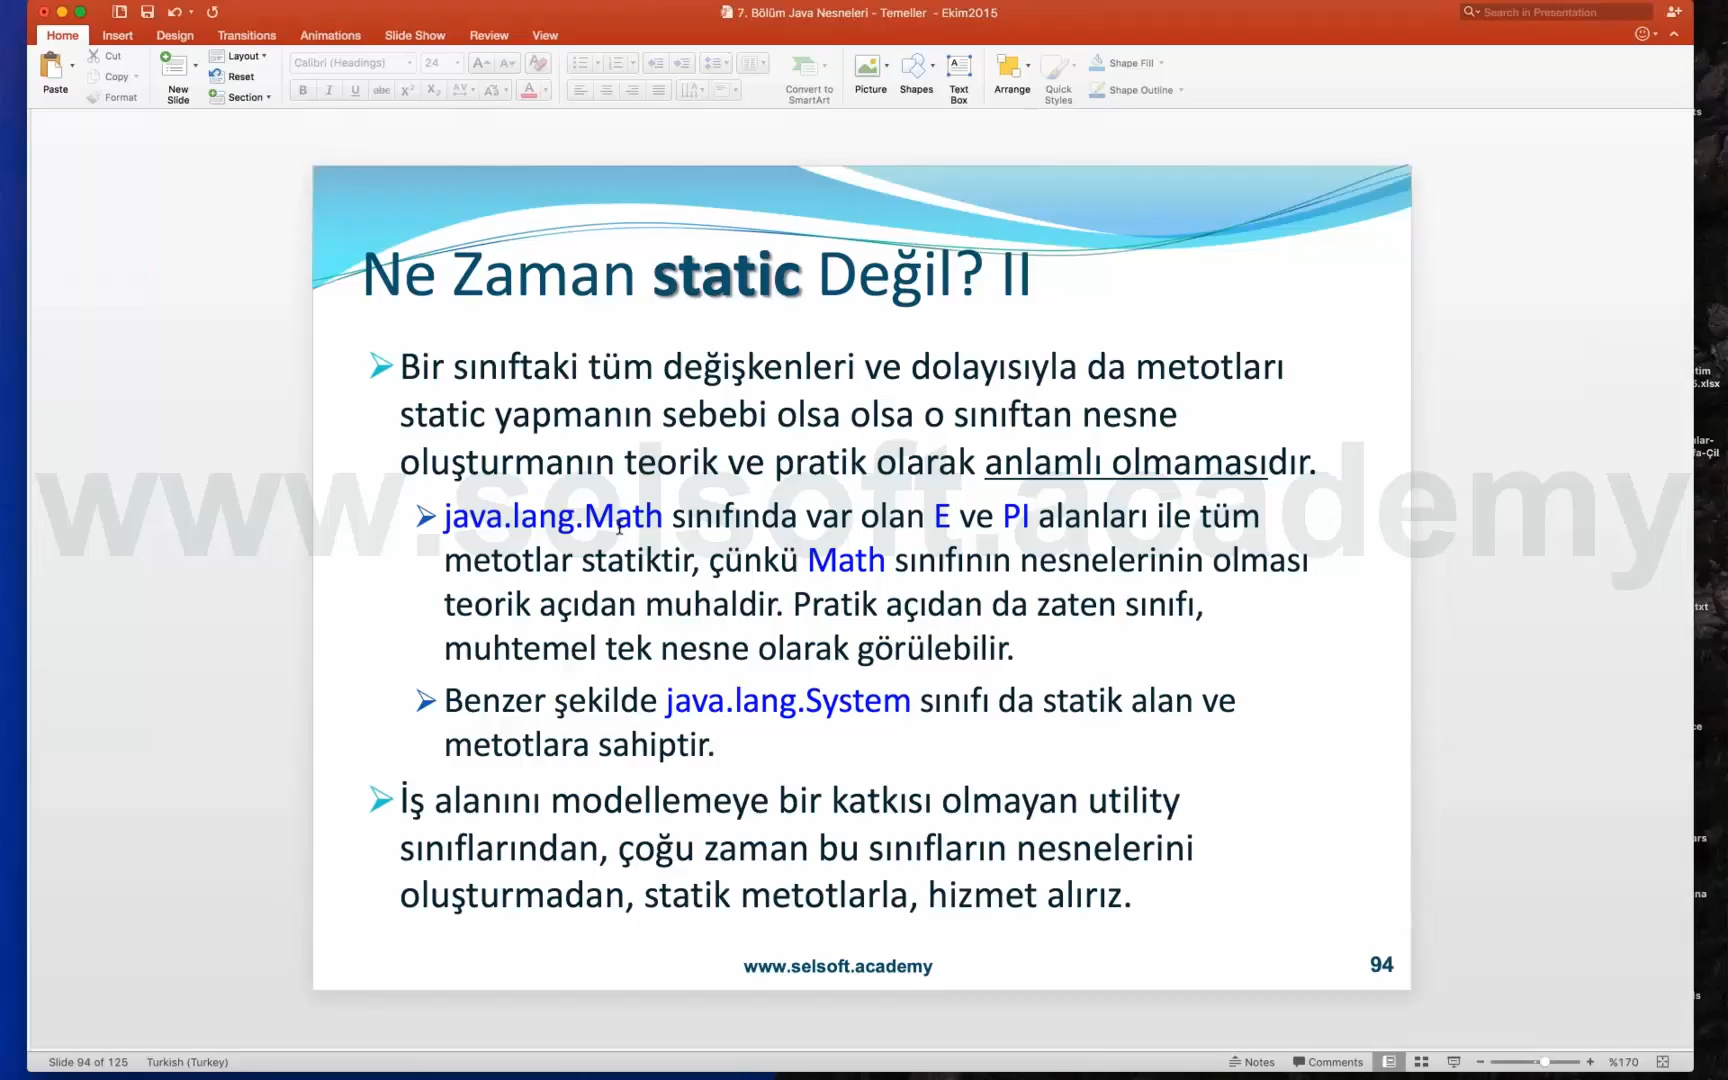 7. Bölüm Java Nesneleri - Temeller - Ekim2015
Search in Presentation
Home Insert Design Transitions Animations Slide Show Review View
Paste
Cut
Copy
Format
New Slide
Layout
Reset
Section
Calibri (Headings) 24
Convert to SmartArt
Picture
Shapes
Text Box
Arrange
Quick Styles
Shape Fill
Shape Outline
Ne Zaman static Değil? II
Bir sınıftaki tüm değişkenleri ve dolayısıyla da metotları
static yapmanın sebebi olsa olsa o sınıftan nesne
oluşturmanın teorik ve pratik olarak anlamlı olmamasıdır.
java.lang.Math sınıfında var olan E ve PI alanları ile tüm
metotlar statiktir, çünkü Math sınıfının nesnelerinin olması
teorik açıdan muhaldir. Pratik açıdan da zaten sınıfı,
muhtemel tek nesne olarak görülebilir.
Benzer şekilde java.lang.System sınıfı da statik alan ve
metotlara sahiptir.
İş alanını modellemeye bir katkısı olmayan utility
sınıflarından, çoğu zaman bu sınıfların nesnelerini
oluşturmadan, statik metotlarla, hizmet alırız.
www.selsoft.academy
94
www.selsoft.academy
Slide 94 of 125 Turkish (Turkey)
Notes Comments %170